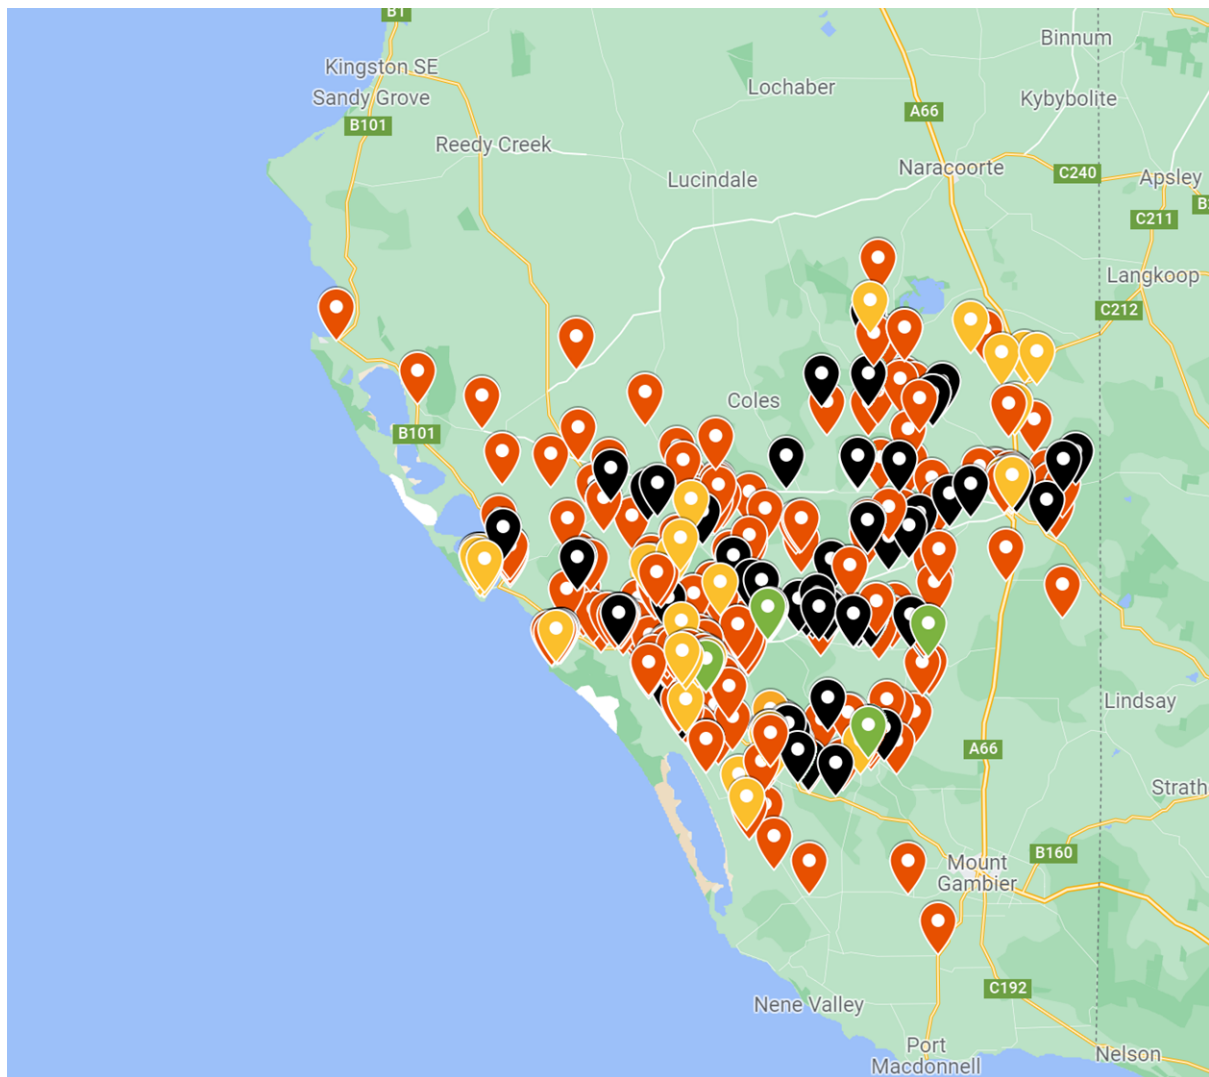 B1
Binnum
Kingston SE
Lochaber
Sandy Grove
Kybybolite
A66
B101
Reedy Creek
Naracoorte
C240
Apsley
Lucindale
C211
Langkoop
C212
Coles
B101
Lindsay
A66
Strath
B160
Mount
Gambier
C192
Nene Valley
Port
Macdonnell
Nelson